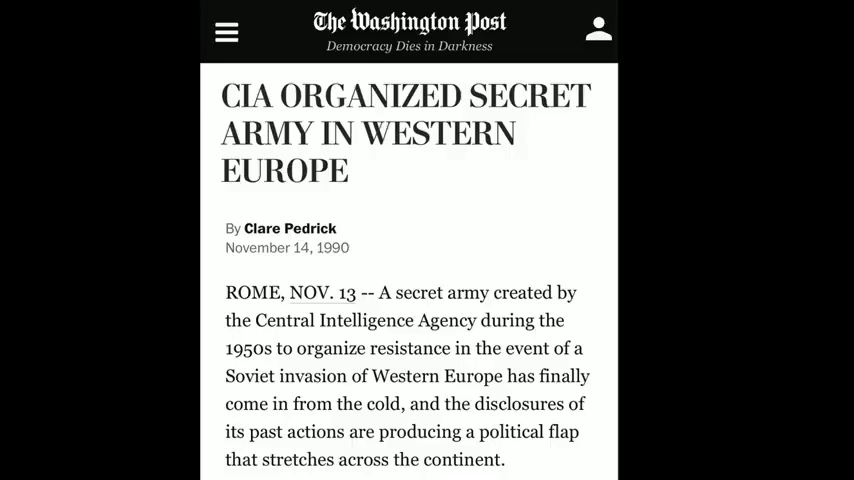 The Washington Post
Democracy Dies in Darkness
CIA ORGANIZED SECRET
ARMY IN WESTERN
EUROPE
By Clare Pedrick
November 14, 1990
ROME, NOV. 13 -- A secret army created by
the Central Intelligence Agency during the
1950s to organize resistance in the event of a
Soviet invasion of Western Europe has finally
come in from the cold, and the disclosures of
its past actions are producing a political flap
that stretches across the continent.